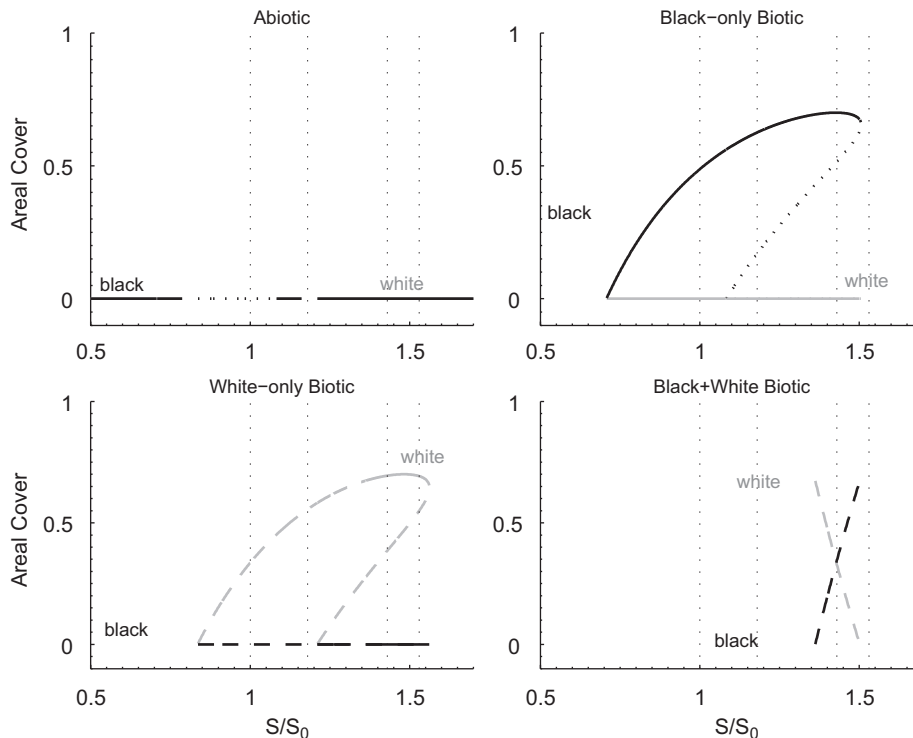 Abiotic
Black−only Biotic
1
0.5
0
Areal Cover
black
white
0.5
1
1.5
1
0.5
0
black
white
0.5
1
1.5
White−only Biotic
Black+White Biotic
1
0.5
0
Areal Cover
white
black
0.5
1
1.5
S/S0
1
0.5
0
white
black
0.5
1
1.5
S/S0